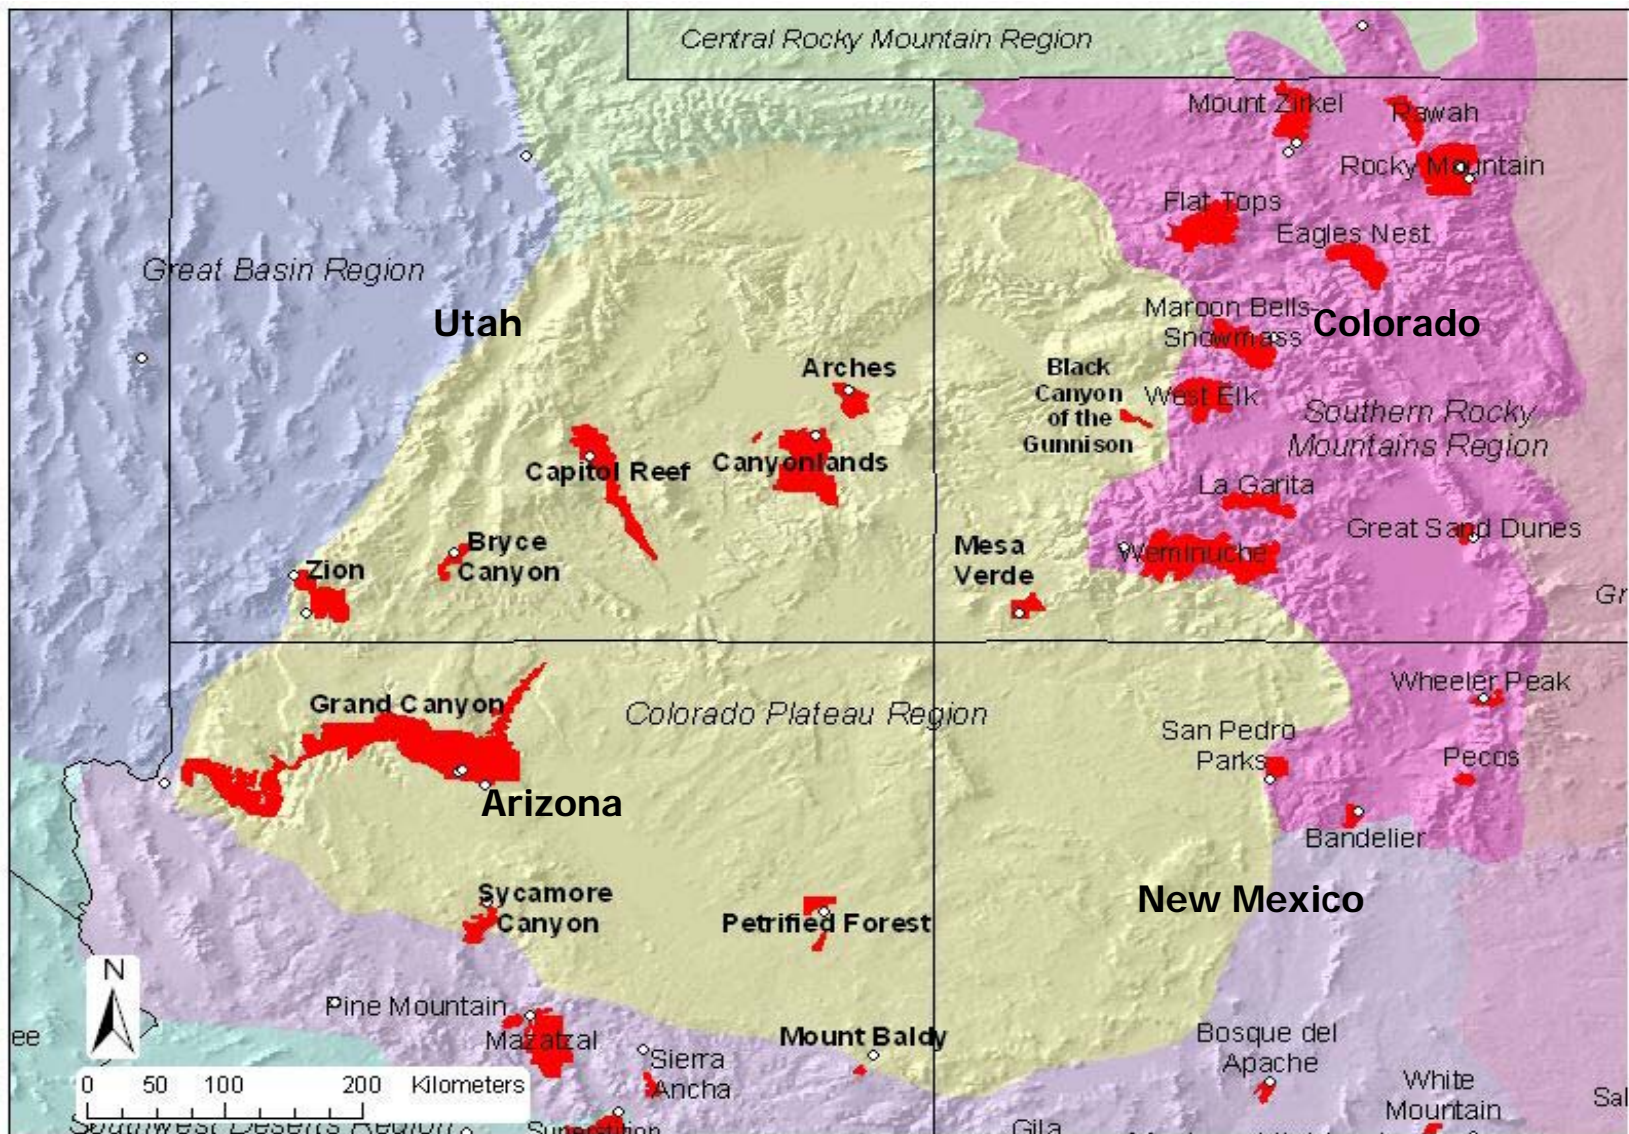 Central Rocky Mountain Region
Mount Zirkel
Rawah
Rocky Mountain
Flat Tops
Eagles Nest
Great Basin Region
Utah
Maroon Bells-
Snowmass
Colorado
Arches
Black
Canyon
of the
Gunnison
West Elk
Southern Rocky
Mountains Region
Capitol Reef
Canyonlands
La Garita
Great Sand Dunes
Bryce
Canyon
Zion
Mesa
Verde
Weminuche
Gr
Grand Canyon
Colorado Plateau Region
Wheeler Peak
San Pedro
Parks
Pecos
Arizona
Bandelier
Sycamore
Canyon
Petrified Forest
New Mexico
N
Pine Mountain
Mazatzal
Sierra
Ancha
Mount Baldy
Bosque del
Apache
ee
White
Mountain
Sal
0 50 100 200 Kilometers
Southwest Deserts Region
Superstition
Gila